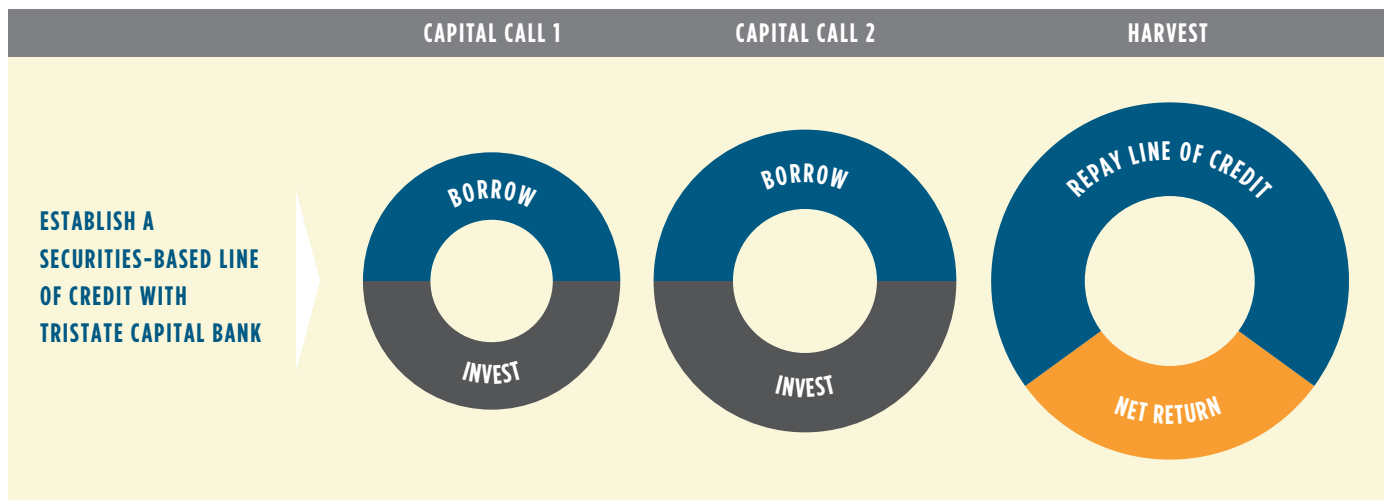 CAPITAL CALL 1
CAPITAL CALL 2
HARVEST
ESTABLISH A
SECURITIES-BASED LINE
OF CREDIT WITH
TRISTATE CAPITAL BANK
BORROW
INVEST
BORROW
INVEST
REPAY LINE OF CREDIT
NET RETURN